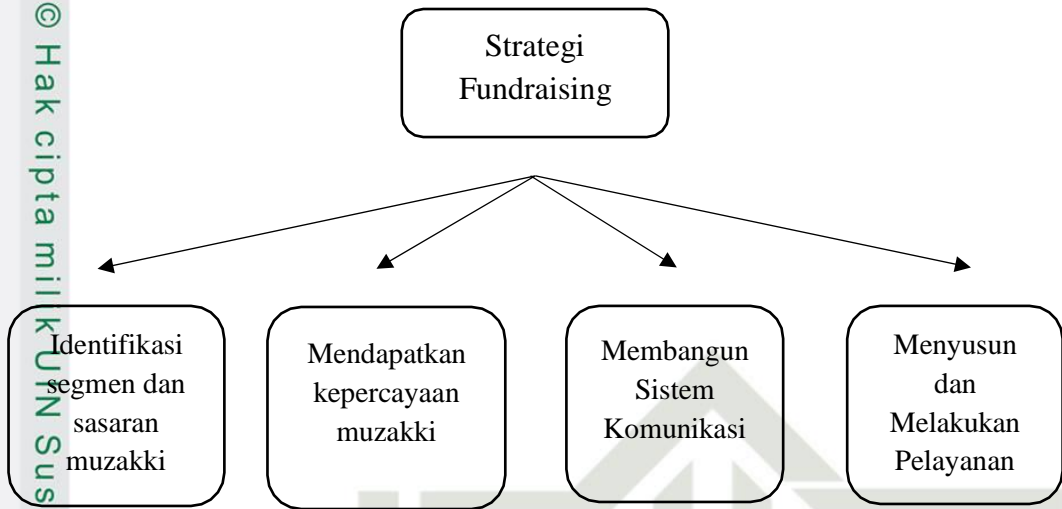 © Hak cipta milik UIN Sus
Strategi
Fundraising
Identifikasi
segmen dan
sasaran
muzakki
Mendapatkan
kepercayaan
muzakki
Membangun
Sistem
Komunikasi
Menyusun
dan
Melakukan
Pelayanan